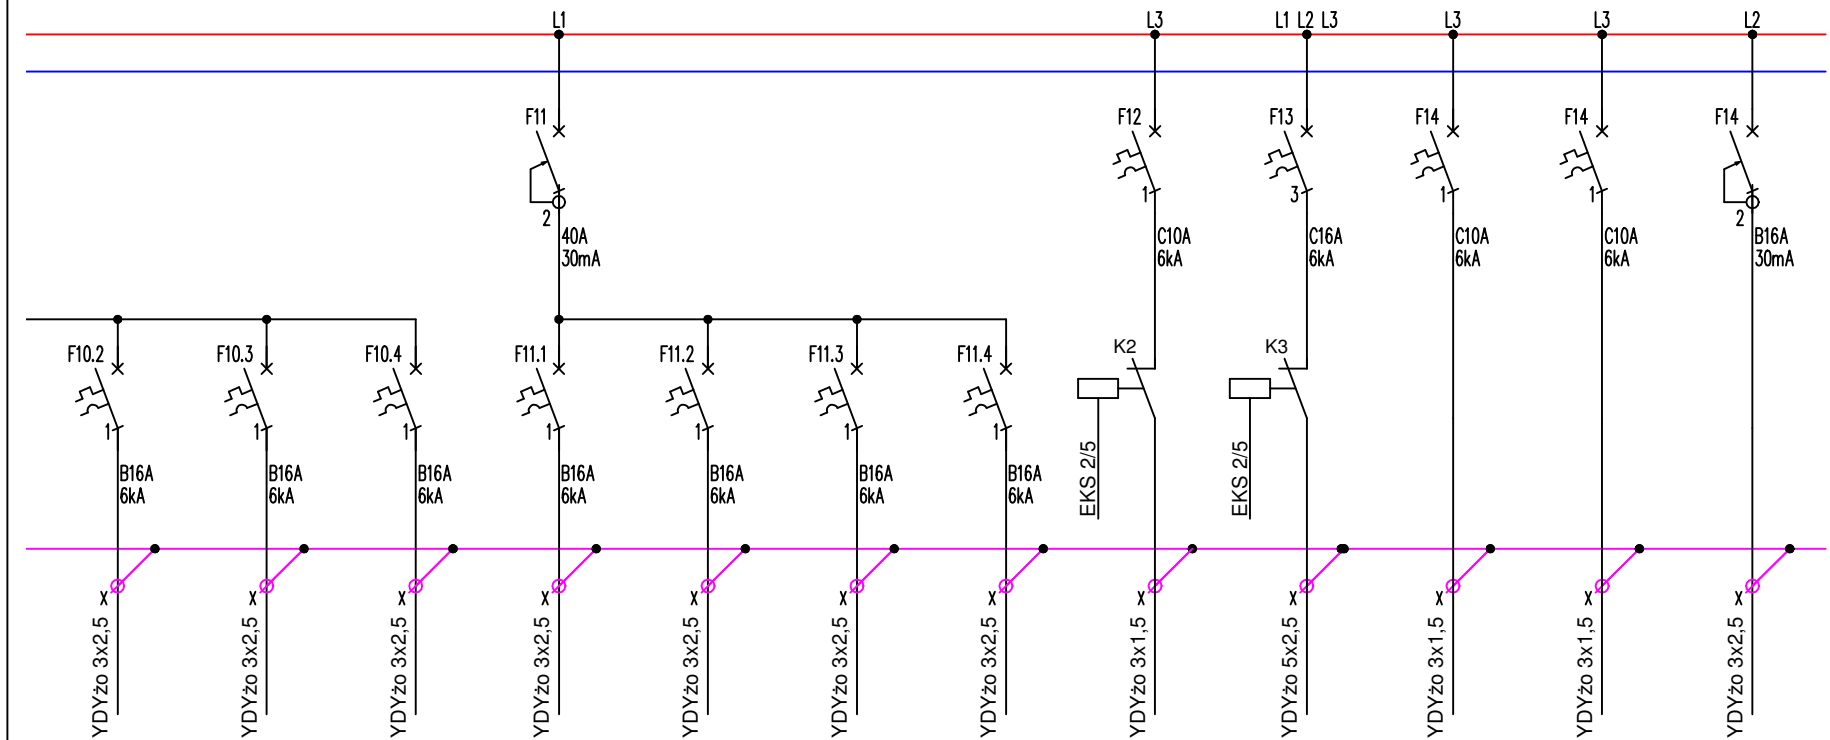 L1
L3
L1 L2 L3
L3
L3
L2
F11
F12
F13
F14
F14
F14
1
3
1
1
2
2
40A
30mA
C10A
6kA
C16A
6kA
C10A
6kA
C10A
6kA
B16A
30mA
F10.2
F10.3
F10.4
F11.1
F11.2
F11.3
F11.4
K2
K3
1
1
1
1
1
1
1
B16A
6kA
B16A
6kA
B16A
6kA
B16A
6kA
B16A
6kA
B16A
6kA
B16A
6kA
EKS 2/5
EKS 2/5
X
X
X
X
X
X
X
X
X
X
X
X
YDYżo 3x2,5
YDYżo 3x2,5
YDYżo 3x2,5
YDYżo 3x2,5
YDYżo 3x2,5
YDYżo 3x2,5
YDYżo 3x2,5
YDYżo 3x1,5
YDYżo 5x2,5
YDYżo 3x1,5
YDYżo 3x1,5
YDYżo 3x2,5